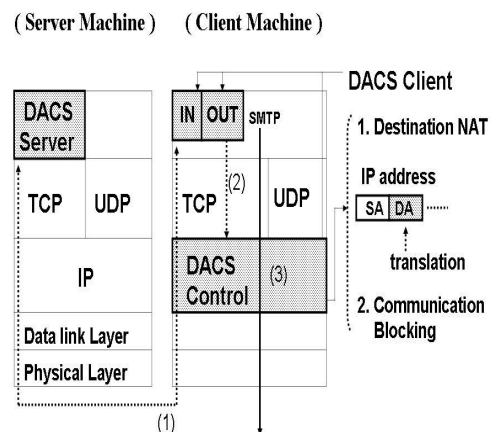 ( Server Machine )
( Client Machine )
DACS
Server
TCP
UDP
IP
Data link Layer
Physical Layer
(1)
IN
OUT
SMTP
(2)
TCP
UDP
DACS
Control
(3)
DACS Client
1. Destination NAT
IP address
SA
DA
translation
2. Communication
Blocking